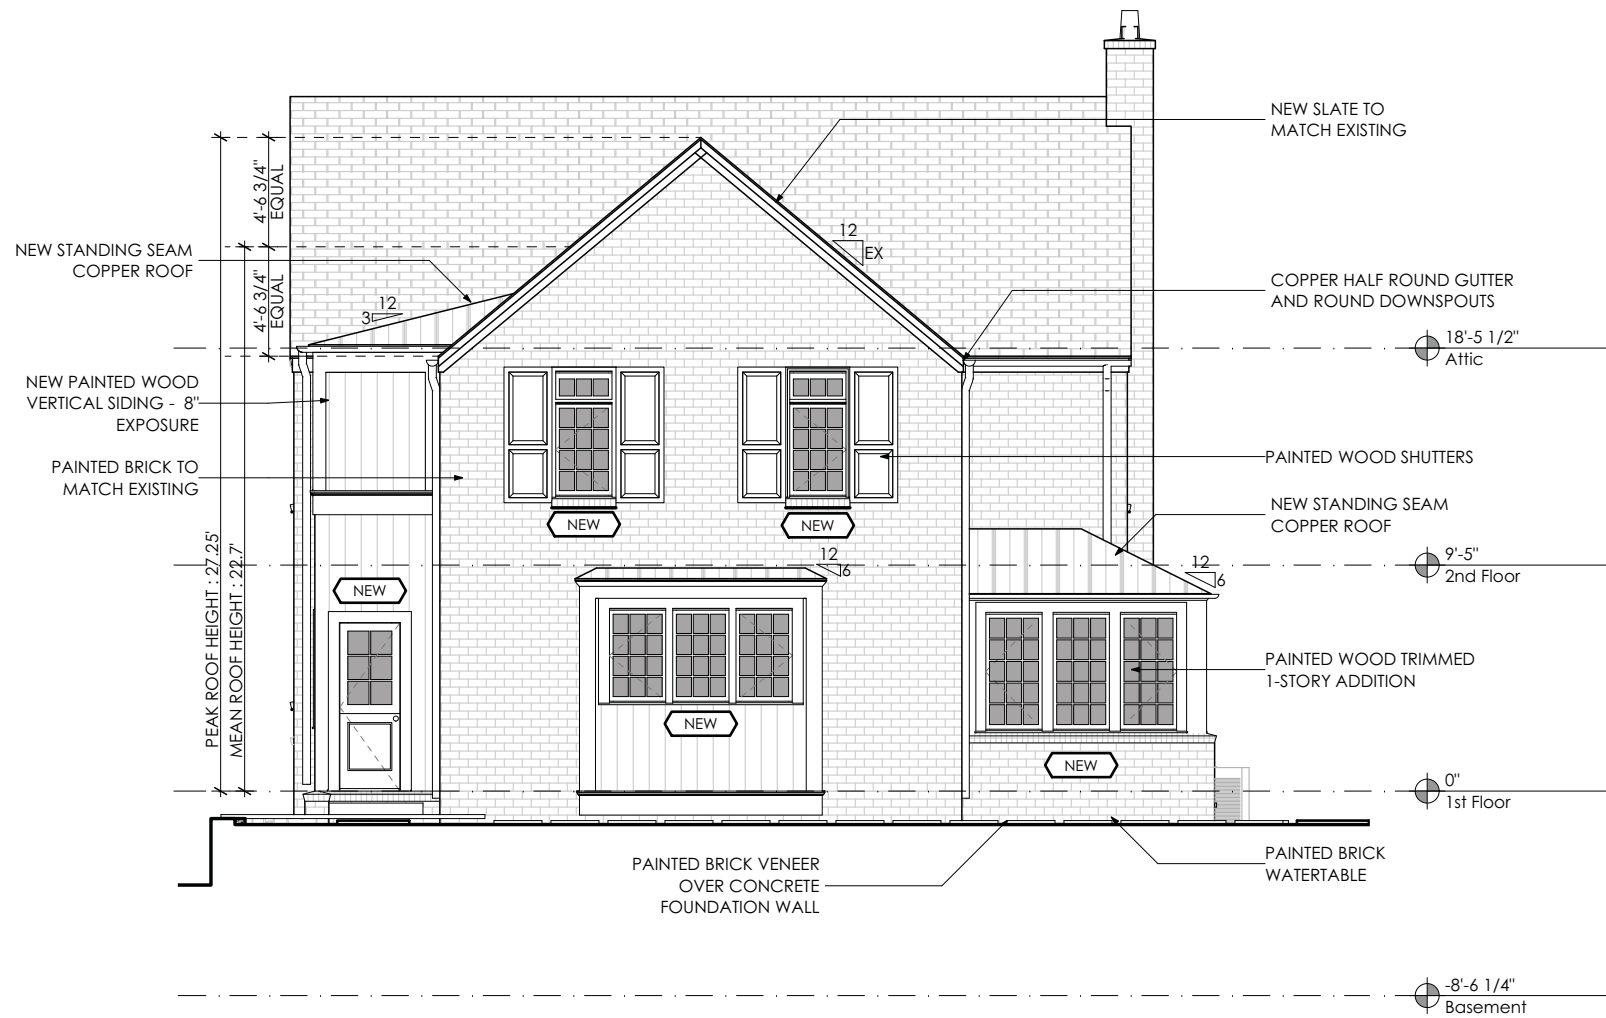 NEW SLATE TO
MATCH EXISTING
4'-6 3/4"
EQUAL
12
EX
NEW STANDING SEAM
COPPER ROOF
4'-6 3/4"
EQUAL
COPPER HALF ROUND GUTTER
AND ROUND DOWNSPOUTS
12
3
18'-5 1/2"
Attic
NEW PAINTED WOOD
VERTICAL SIDING - 8"
EXPOSURE
PAINTED BRICK TO
MATCH EXISTING
PAINTED WOOD SHUTTERS
NEW STANDING SEAM
COPPER ROOF
NEW
NEW
12
6
12
6
9'-5"
2nd Floor
NEW
PEAK ROOF HEIGHT : 27.25'
MEAN ROOF HEIGHT : 22.7'
PAINTED WOOD TRIMMED
1-STORY ADDITION
NEW
NEW
0"
1st Floor
PAINTED BRICK VENEER
OVER CONCRETE
FOUNDATION WALL
PAINTED BRICK
WATERTABLE
-8'-6 1/4"
Basement